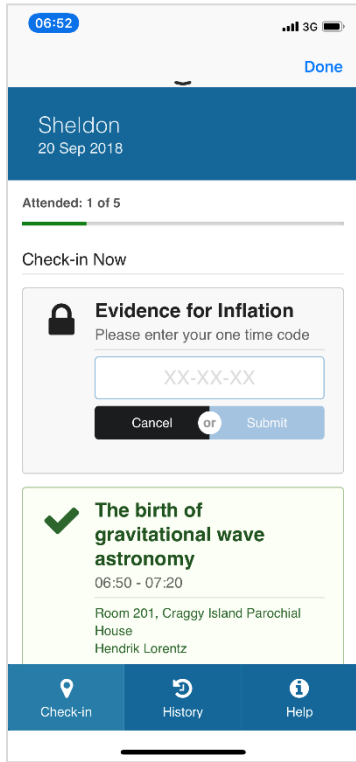 06:52
3G
Done
Sheldon
20 Sep 2018
Attended: 1 of 5
Check-in Now
Evidence for Inflation
Please enter your one time code
XX-XX-XX
Cancel or Submit
The birth of
gravitational wave
astronomy
06:50 - 07:20
Room 201, Craggy Island Parochial
House
Hendrik Lorentz
Check-in History Help